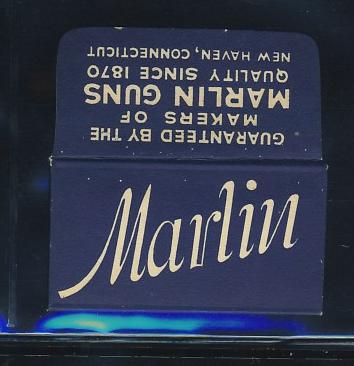 GUARANTEED BY THE
MAKERS OF
MARLIN GUNS
QUALITY SINCE 1870
NEW HAVEN, CONNECTICUT
Marlin